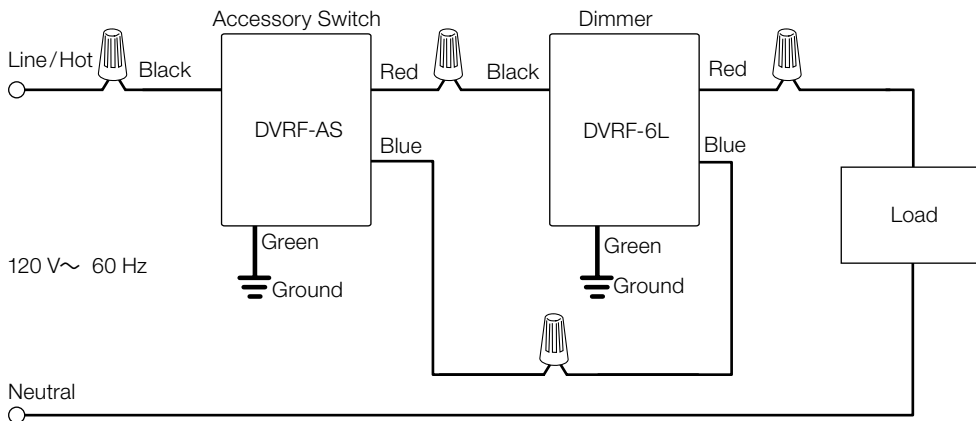 Accessory Switch
Dimmer
Line/Hot
Black
Red
Black
Red
DVRF-AS
DVRF-6L
Blue
Blue
Load
Green
Green
120 V~ 60 Hz
Ground
Ground
Neutral